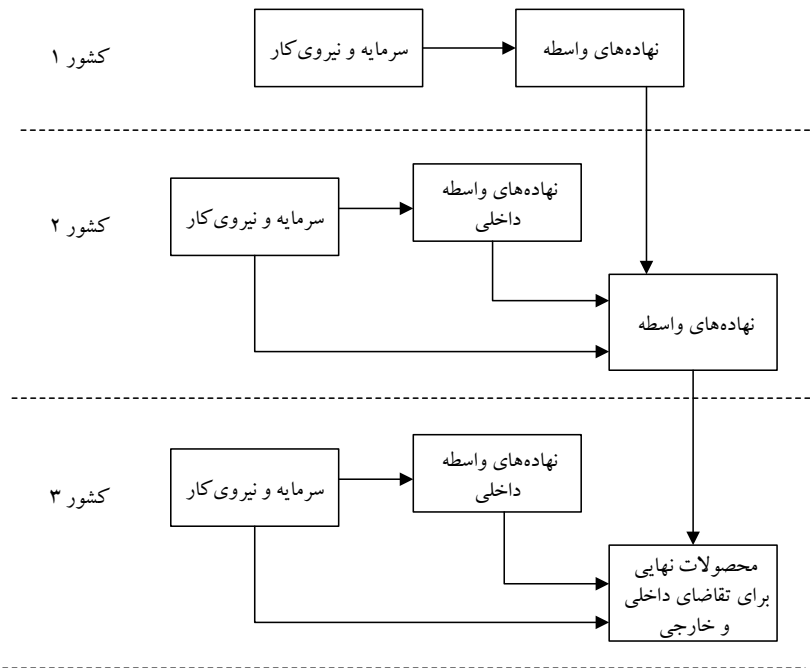 کشور ۱
سرمایه و نیروی‌کار
نهاده‌های واسطه
کشور ۲
سرمایه و نیروی‌کار
نهاده‌های واسطه
داخلی
نهاده‌های واسطه
کشور ۳
سرمایه و نیروی‌کار
نهاده‌های واسطه
داخلی
محصولات نهایی
برای تقاضای داخلی
و خارجی